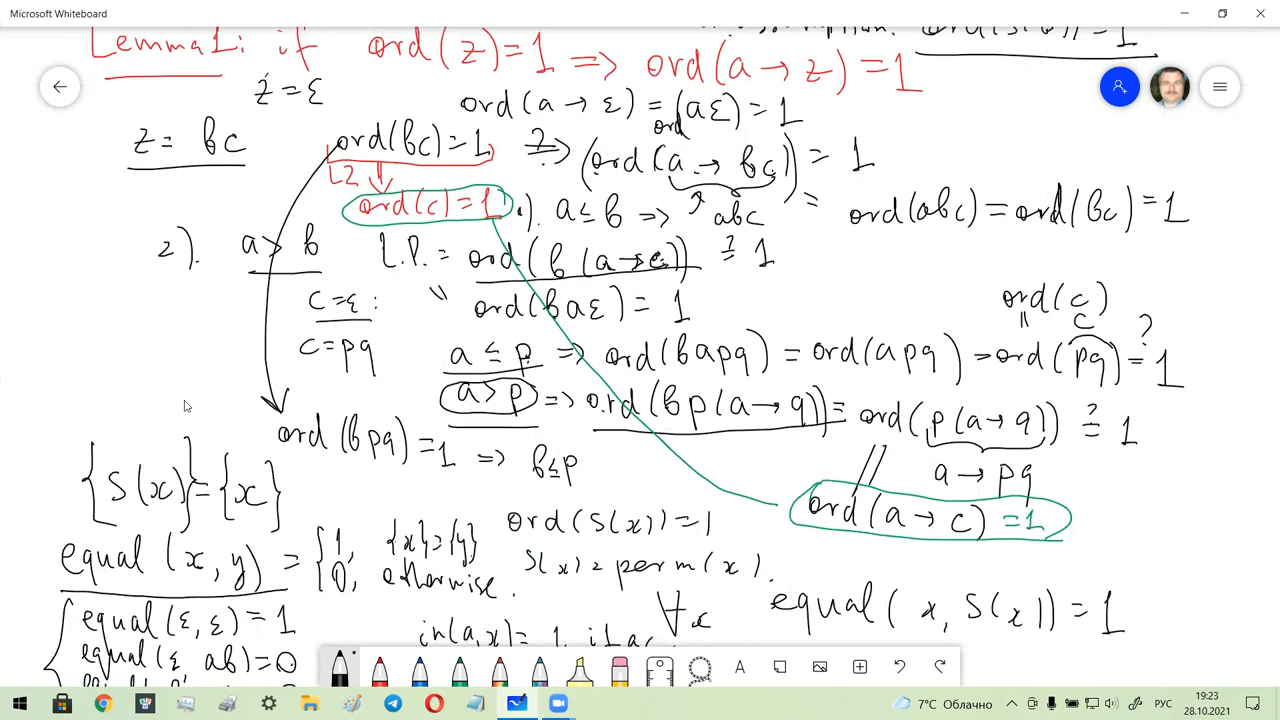 Microsoft Whiteboard
Lemma1: if ord(z)=1 => ord(a → z) = 1
z = ε
ord(a → ε) = ord(aε) = 1
z = bc
ord(bc)=1 ?=> (ord(a → bc)) = 1
L2
ord(c)=1
1). a ≤ b => abc
= ord(abc) = ord(bc) = 1
2). a > b
L.P. = ord(b(a→c)) ?= 1
c = ε :
ord(baε) = 1
ord(c)
c = pq
a ≤ p => ord(bapq) = ord(apq) = ord(pq) ?= 1
c
a > p => ord(bp(a → q)) = ord(p(a → q)) ?= 1
ord(bpq) = 1 => b ≤ p
a → pq
ord(a → c) = 1
{S(x)} = {x}
ord(S(x)) = 1
equal (x, y) = { 1, {x}={y}
0, otherwise.
S(x) = perm(x).
∀x equal(x, S(x)) = 1
equal(ε, ε) = 1
equal(ε, ab) = 0
in(a,x) = 1, if
7°C Облачно
РУС
19:23
28.10.2021